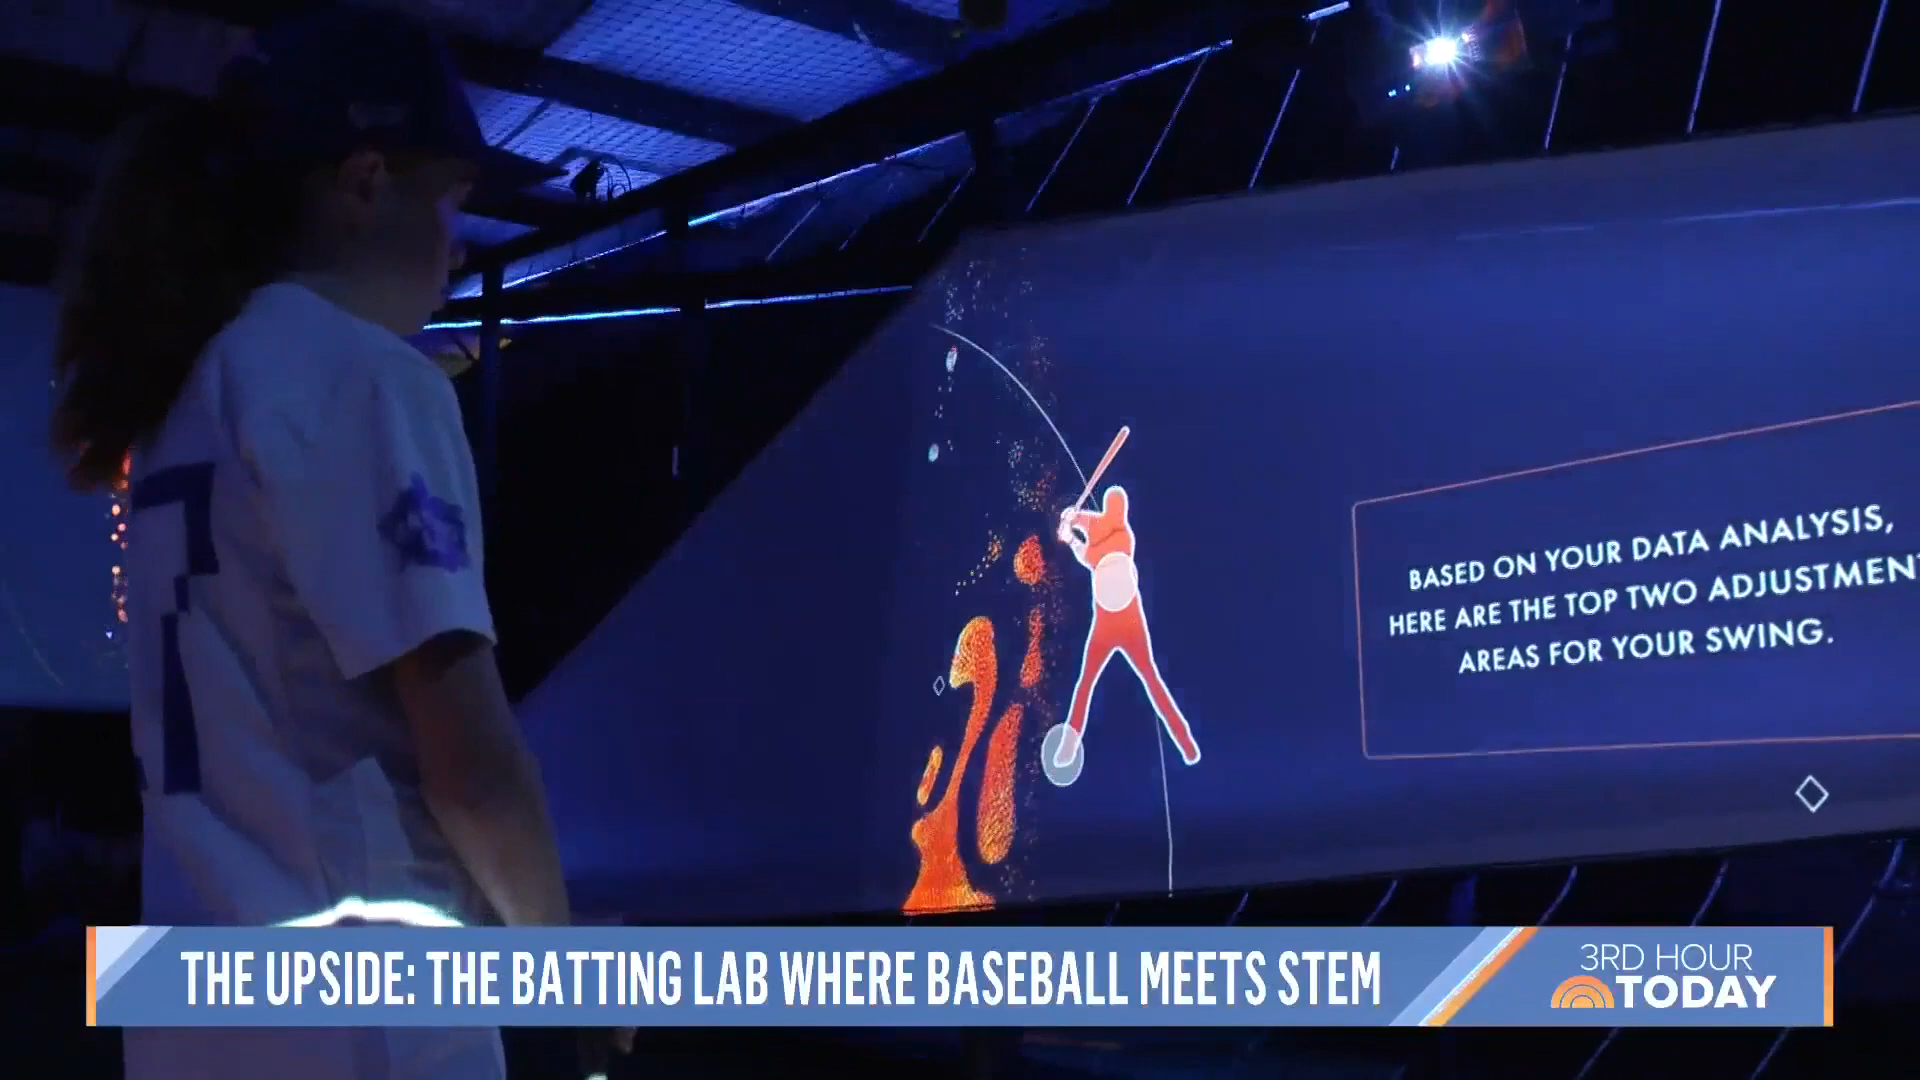 BASED ON YOUR DATA ANALYSIS,
HERE ARE THE TOP TWO ADJUSTMENT
AREAS FOR YOUR SWING.
THE UPSIDE: THE BATTING LAB WHERE BASEBALL MEETS STEM
3RD HOUR
TODAY